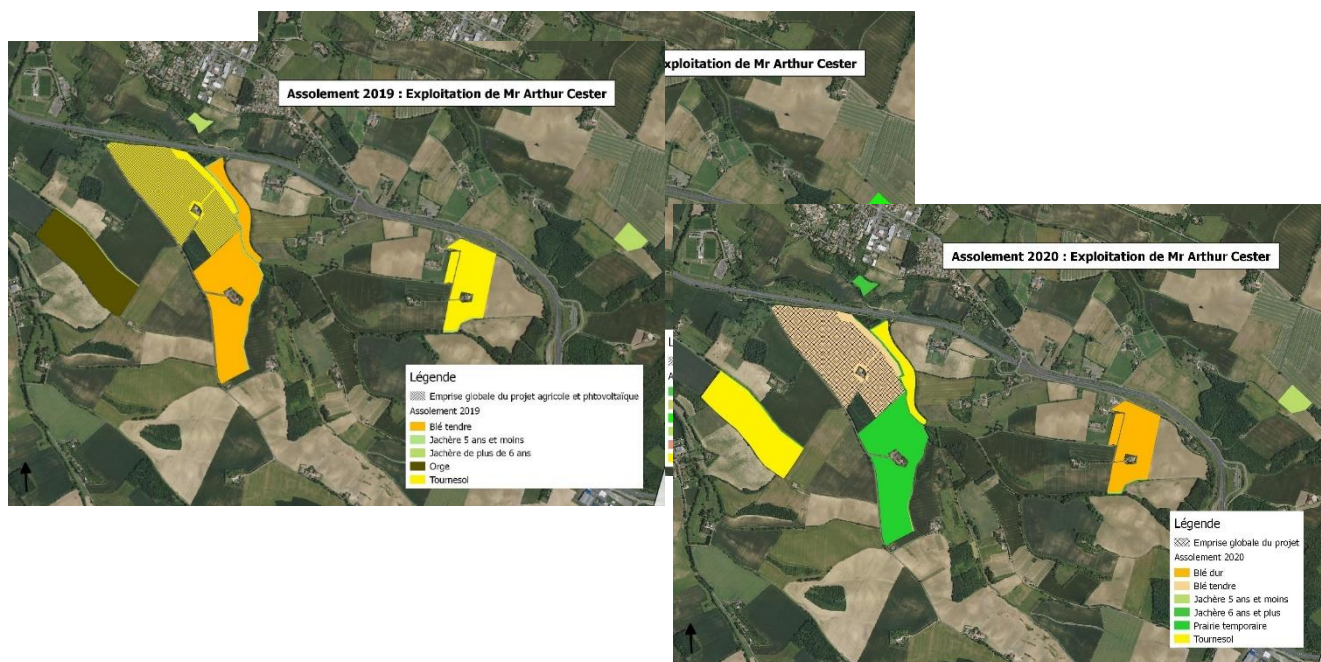 Assolement 2019 : Exploitation de Mr Arthur Cester
Légende
Emprise globale du projet agricole et phtovoltaïque
Assolement 2019
Blé tendre
Jachère 5 ans et moins
Jachère de plus de 6 ans
Orge
Tournesol
xploitation de Mr Arthur Cester
Assolement 2020 : Exploitation de Mr Arthur Cester
Légende
Emprise globale du projet
Assolement 2020
Blé dur
Blé tendre
Jachère 5 ans et moins
Jachère 6 ans et plus
Prairie temporaire
Tournesol